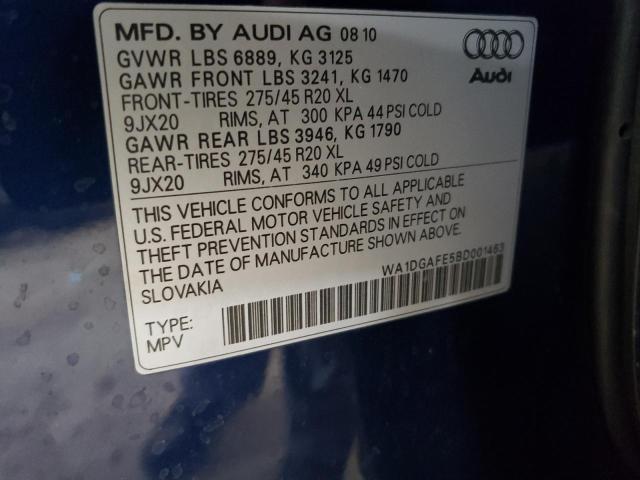 MFD. BY AUDI AG 08 10
GVWR LBS 6889, KG 3125
GAWR FRONT LBS 3241, KG 1470
FRONT-TIRES 275/45 R20 XL
9JX20 RIMS, AT 300 KPA 44 PSI COLD
GAWR REAR LBS 3946, KG 1790
REAR-TIRES 275/45 R20 XL
9JX20 RIMS, AT 340 KPA 49 PSI COLD
THIS VEHICLE CONFORMS TO ALL APPLICABLE
U.S. FEDERAL MOTOR VEHICLE SAFETY AND
THEFT PREVENTION STANDARDS IN EFFECT ON
THE DATE OF MANUFACTURE SHOWN ABOVE.
SLOVAKIA
WA1DGAFE5BD001463
TYPE:
MPV
Audi